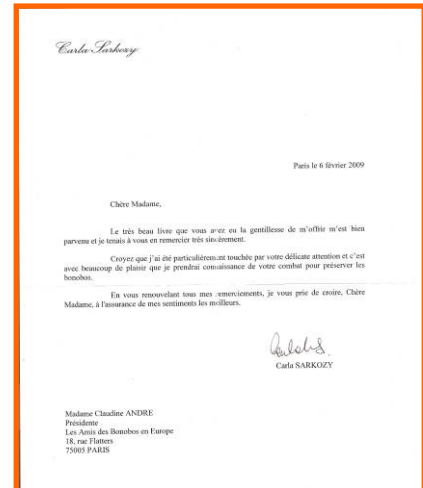 Carla Sarkozy
Paris le 6 février 2009
Chère Madame,
Le très beau livre que vous avez eu la gentillesse de m'offrir m'est bien
parvenu et je tenais à vous en remercier très sincèrement.
Croyez que j'ai été particulièrement touchée par votre délicate attention et c'est
avec beaucoup de plaisir que je prendrai connaissance de votre combat pour préserver les
bonobos.
En vous renouvelant tous mes remerciements, je vous prie de croire, Chère
Madame, à l'assurance de mes sentiments les meilleurs.
Carla SARKOZY
Madame Claudine ANDRE
Présidente
Les Amis des Bonobos en Europe
18, rue Flatters
75005 PARIS